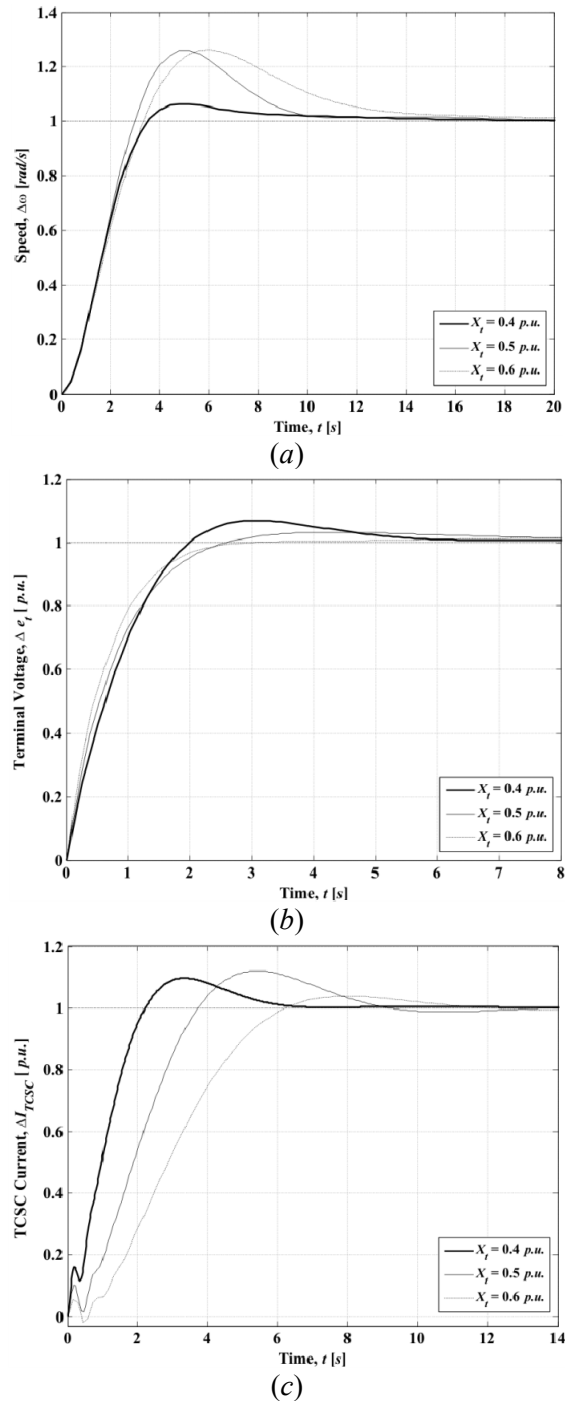 1.4
1.2
1
0.8
0.6
0.4
0.2
0
Speed, Δω [rad/s]
X_t = 0.4 p.u.
X_t = 0.5 p.u.
X_t = 0.6 p.u.
0 2 4 6 8 10 12 14 16 18 20
Time, t [s]
(a)
1.2
1
0.8
0.6
0.4
0.2
0
Terminal Voltage, Δ e_t [ p.u.]
X_t = 0.4 p.u.
X_t = 0.5 p.u.
X_t = 0.6 p.u.
0 1 2 3 4 5 6 7 8
Time, t [s]
(b)
1.2
1
0.8
0.6
0.4
0.2
0
TCSC Current, ΔI_TCSC [ p.u.]
X_t = 0.4 p.u.
X_t = 0.5 p.u.
X_t = 0.6 p.u.
0 2 4 6 8 10 12 14
Time, t [s]
(c)